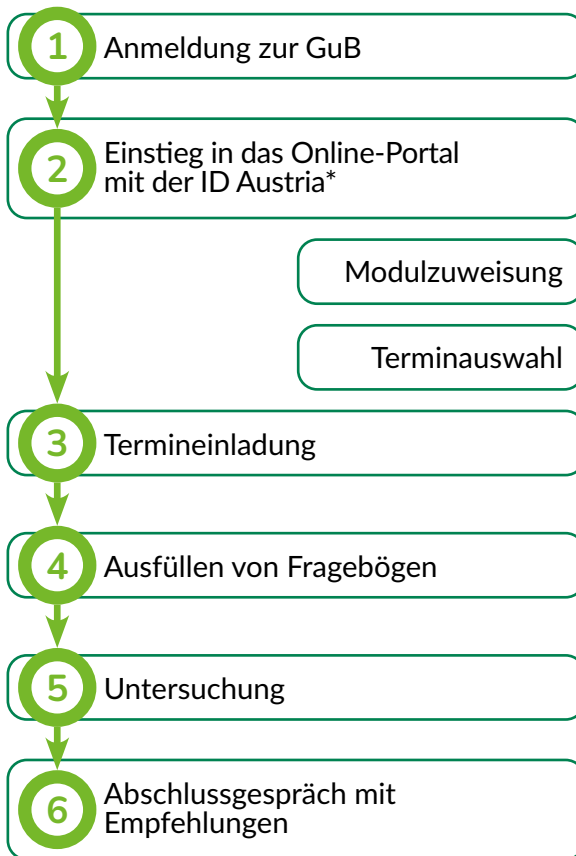 1 Anmeldung zur GuB
2 Einstieg in das Online-Portal
mit der ID Austria*
Modulzuweisung
Terminauswahl
3 Termineinladung
4 Ausfüllen von Fragebögen
5 Untersuchung
6 Abschlussgespräch mit
Empfehlungen